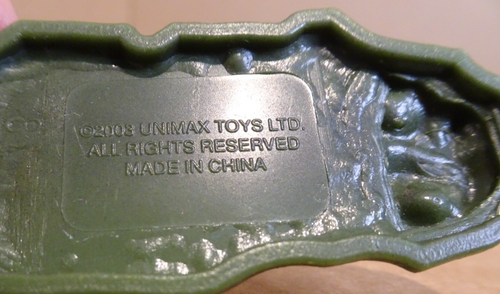 ©2003 UNIMAX TOYS LTD.
ALL RIGHTS RESERVED
MADE IN CHINA